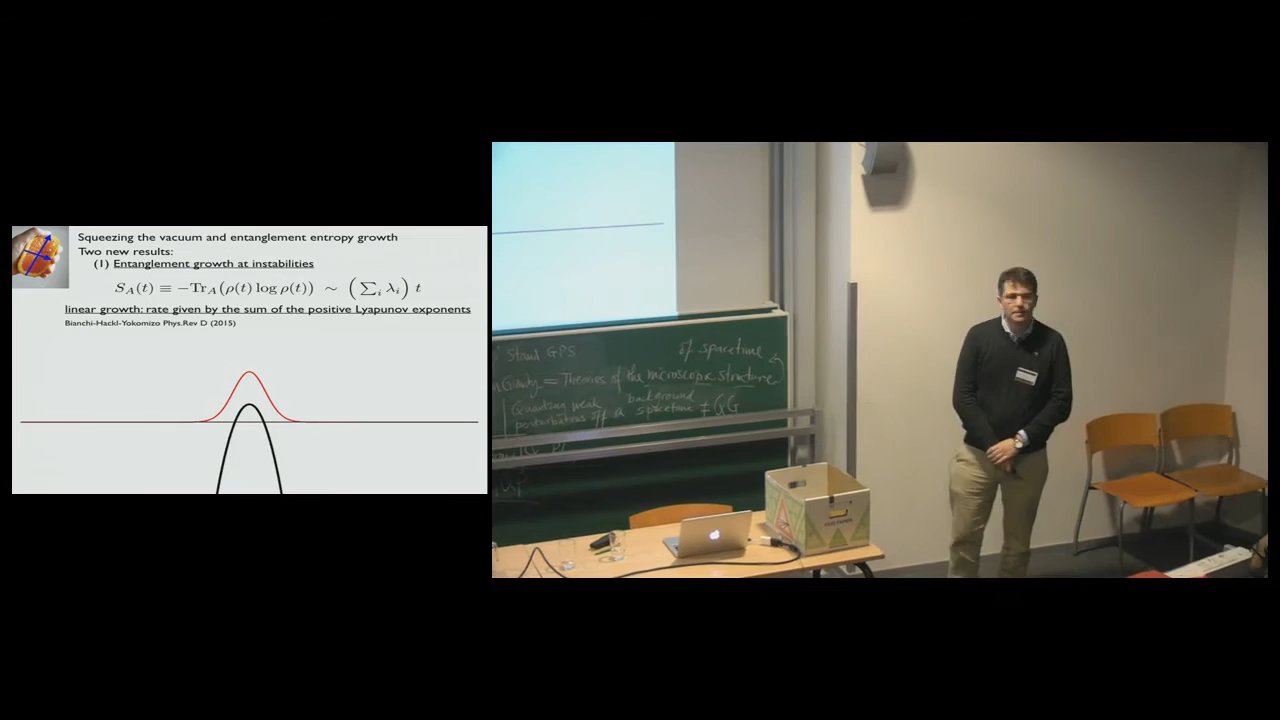 Squeezing the vacuum and entanglement entropy growth
Two new results:
(1) Entanglement growth at instabilities
S_A(t) ≡ −Tr_A(ρ(t) log ρ(t)) ∼ (∑_i λ_i) t
linear growth: rate given by the sum of the positive Lyapunov exponents
Bianchi-Hackl-Yokomizo Phys.Rev D (2015)
GPS
of spacetime
= Theories of the microscopic structure
Quantizing weak background
perturbations off a spacetime ≠ QG